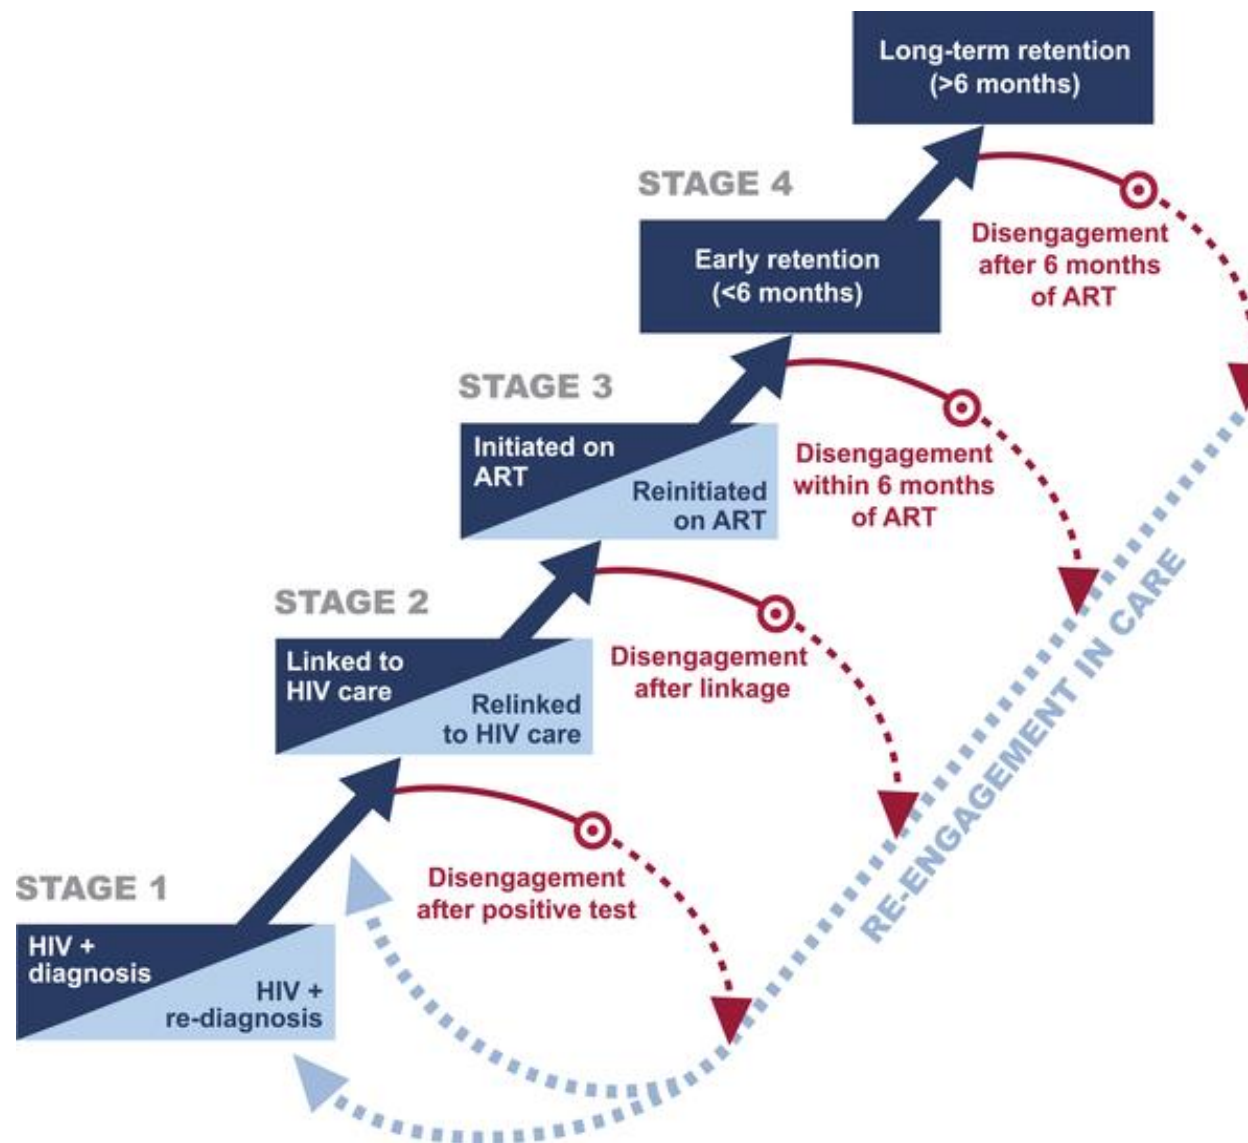 Long-term retention
(>6 months)
STAGE 4
Disengagement
after 6 months
of ART
Early retention
(<6 months)
STAGE 3
Initiated on
ART
Reinitiated
on ART
Disengagement
within 6 months
of ART
STAGE 2
Linked to
HIV care
Relinked
to HIV care
Disengagement
after linkage
RE-ENGAGEMENT IN CARE
STAGE 1
HIV +
diagnosis
HIV +
re-diagnosis
Disengagement
after positive test